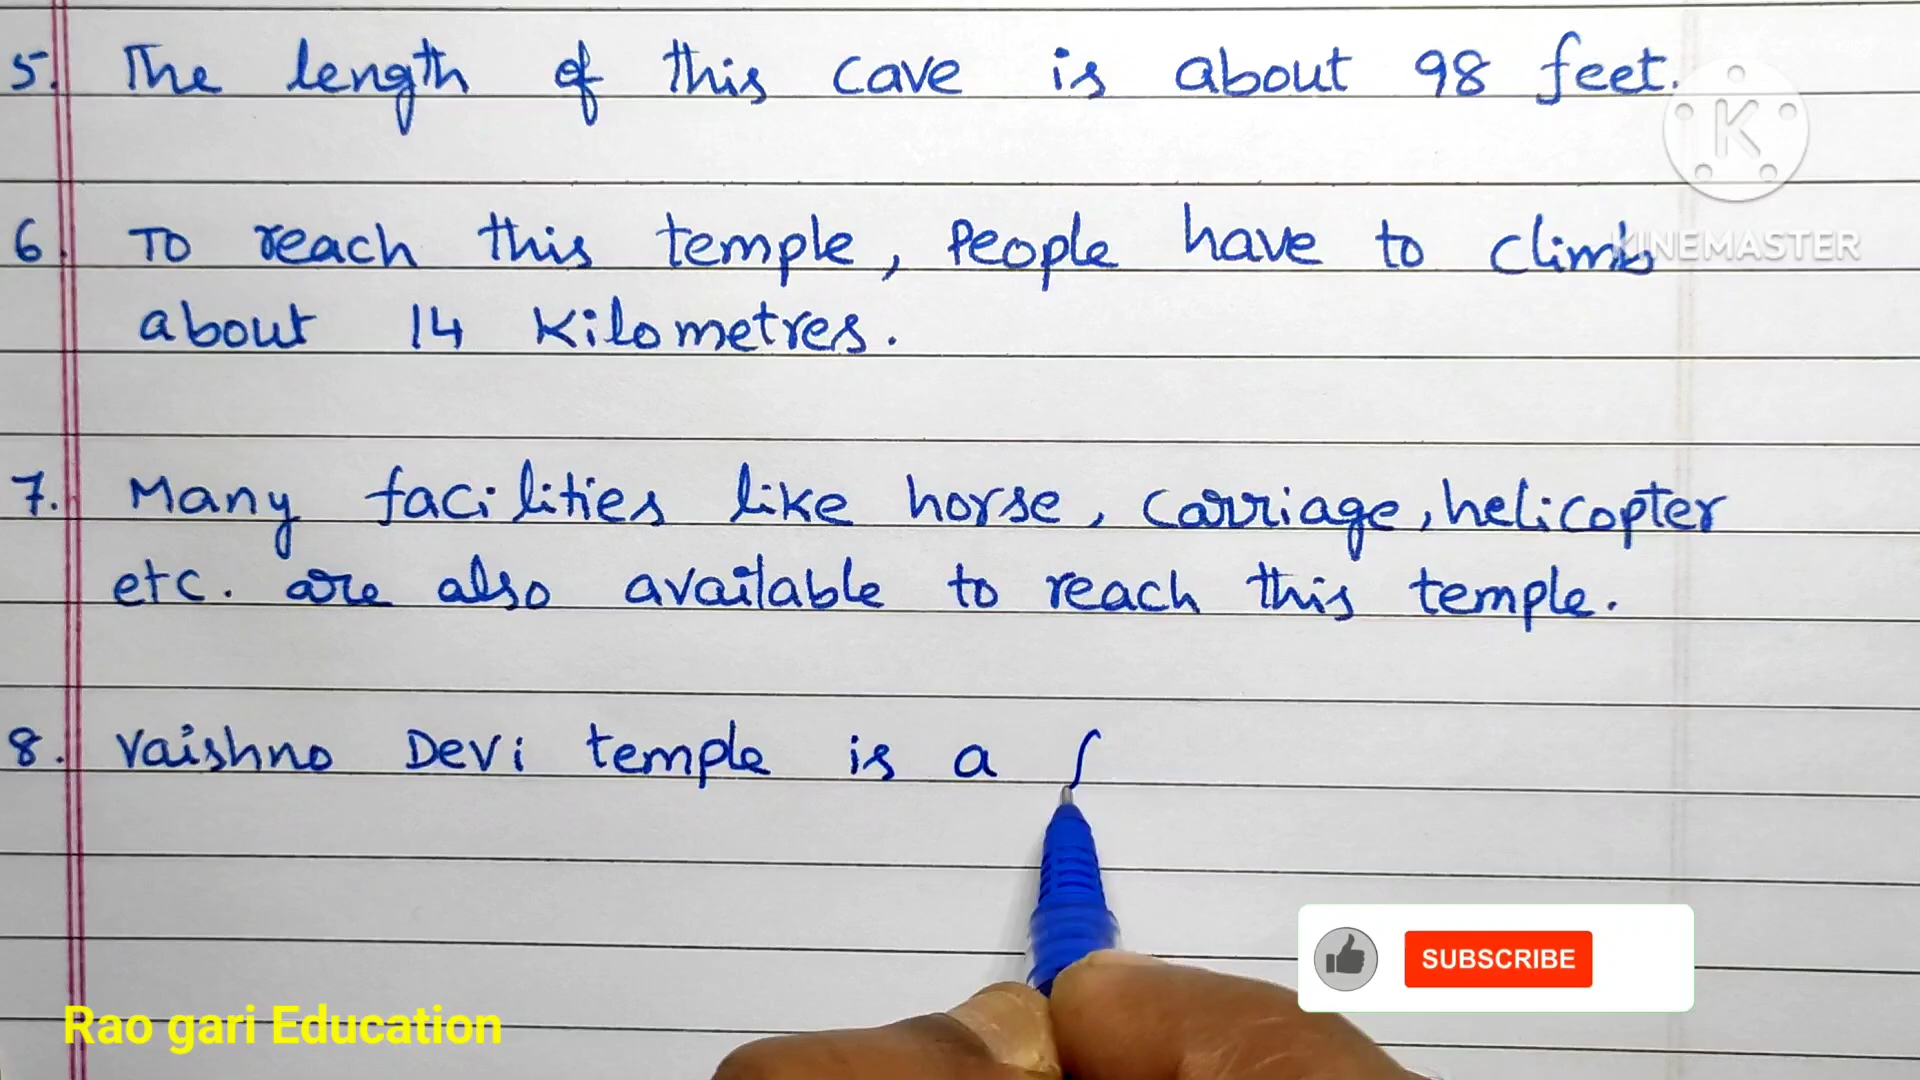 5. The length of this cave is about 98 feet.
K
6. To reach this temple, People have to climb
KINEMASTER
about 14 Kilometres.
7. Many facilities like horse, carriage, helicopter
etc. are also available to reach this temple.
8. Vaishno Devi temple is a
SUBSCRIBE
Rao gari Education